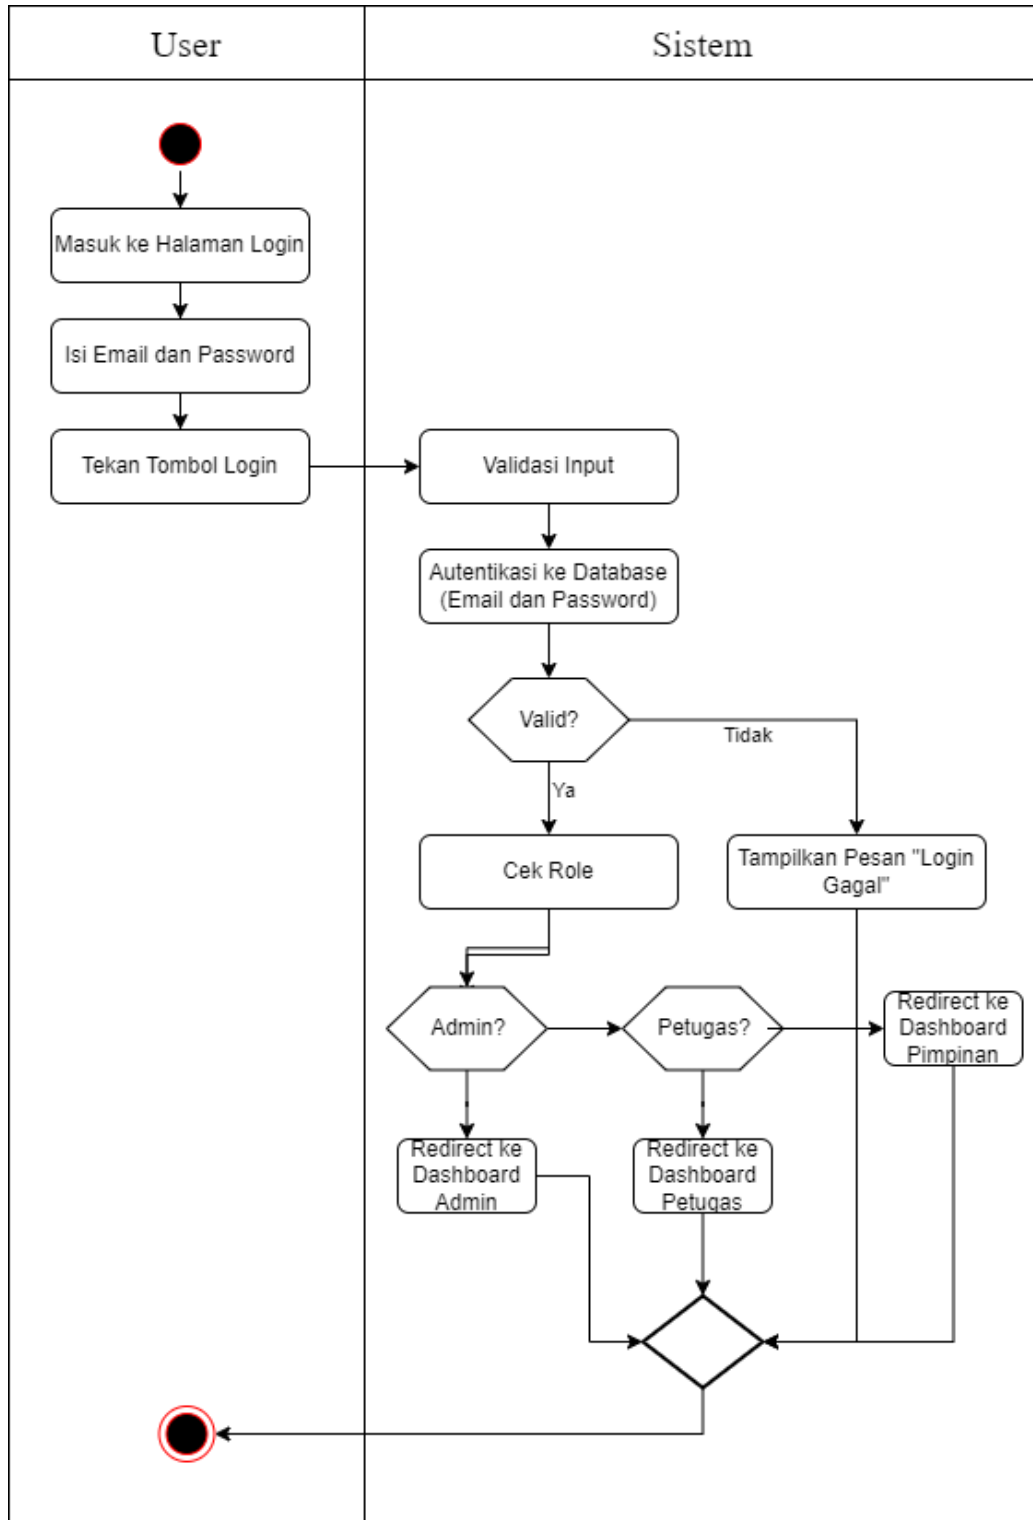 User
Sistem
Masuk ke Halaman Login
Isi Email dan Password
Tekan Tombol Login
Validasi Input
Autentikasi ke Database
(Email dan Password)
Valid?
Tidak
Ya
Cek Role
Tampilkan Pesan "Login
Gagal"
Admin?
Petugas?
Redirect ke
Dashboard
Pimpinan
Redirect ke
Dashboard
Admin
Redirect ke
Dashboard
Petugas